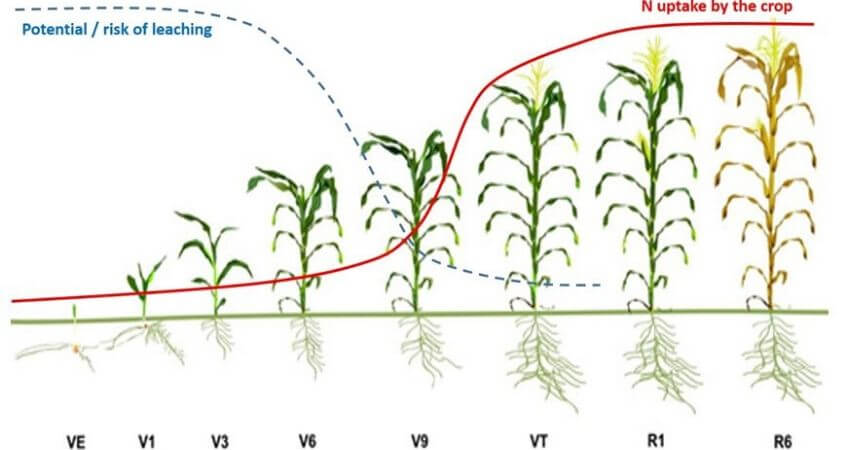 N uptake by the crop
Potential / risk of leaching
VE V1 V3 V6 V9 VT R1 R6